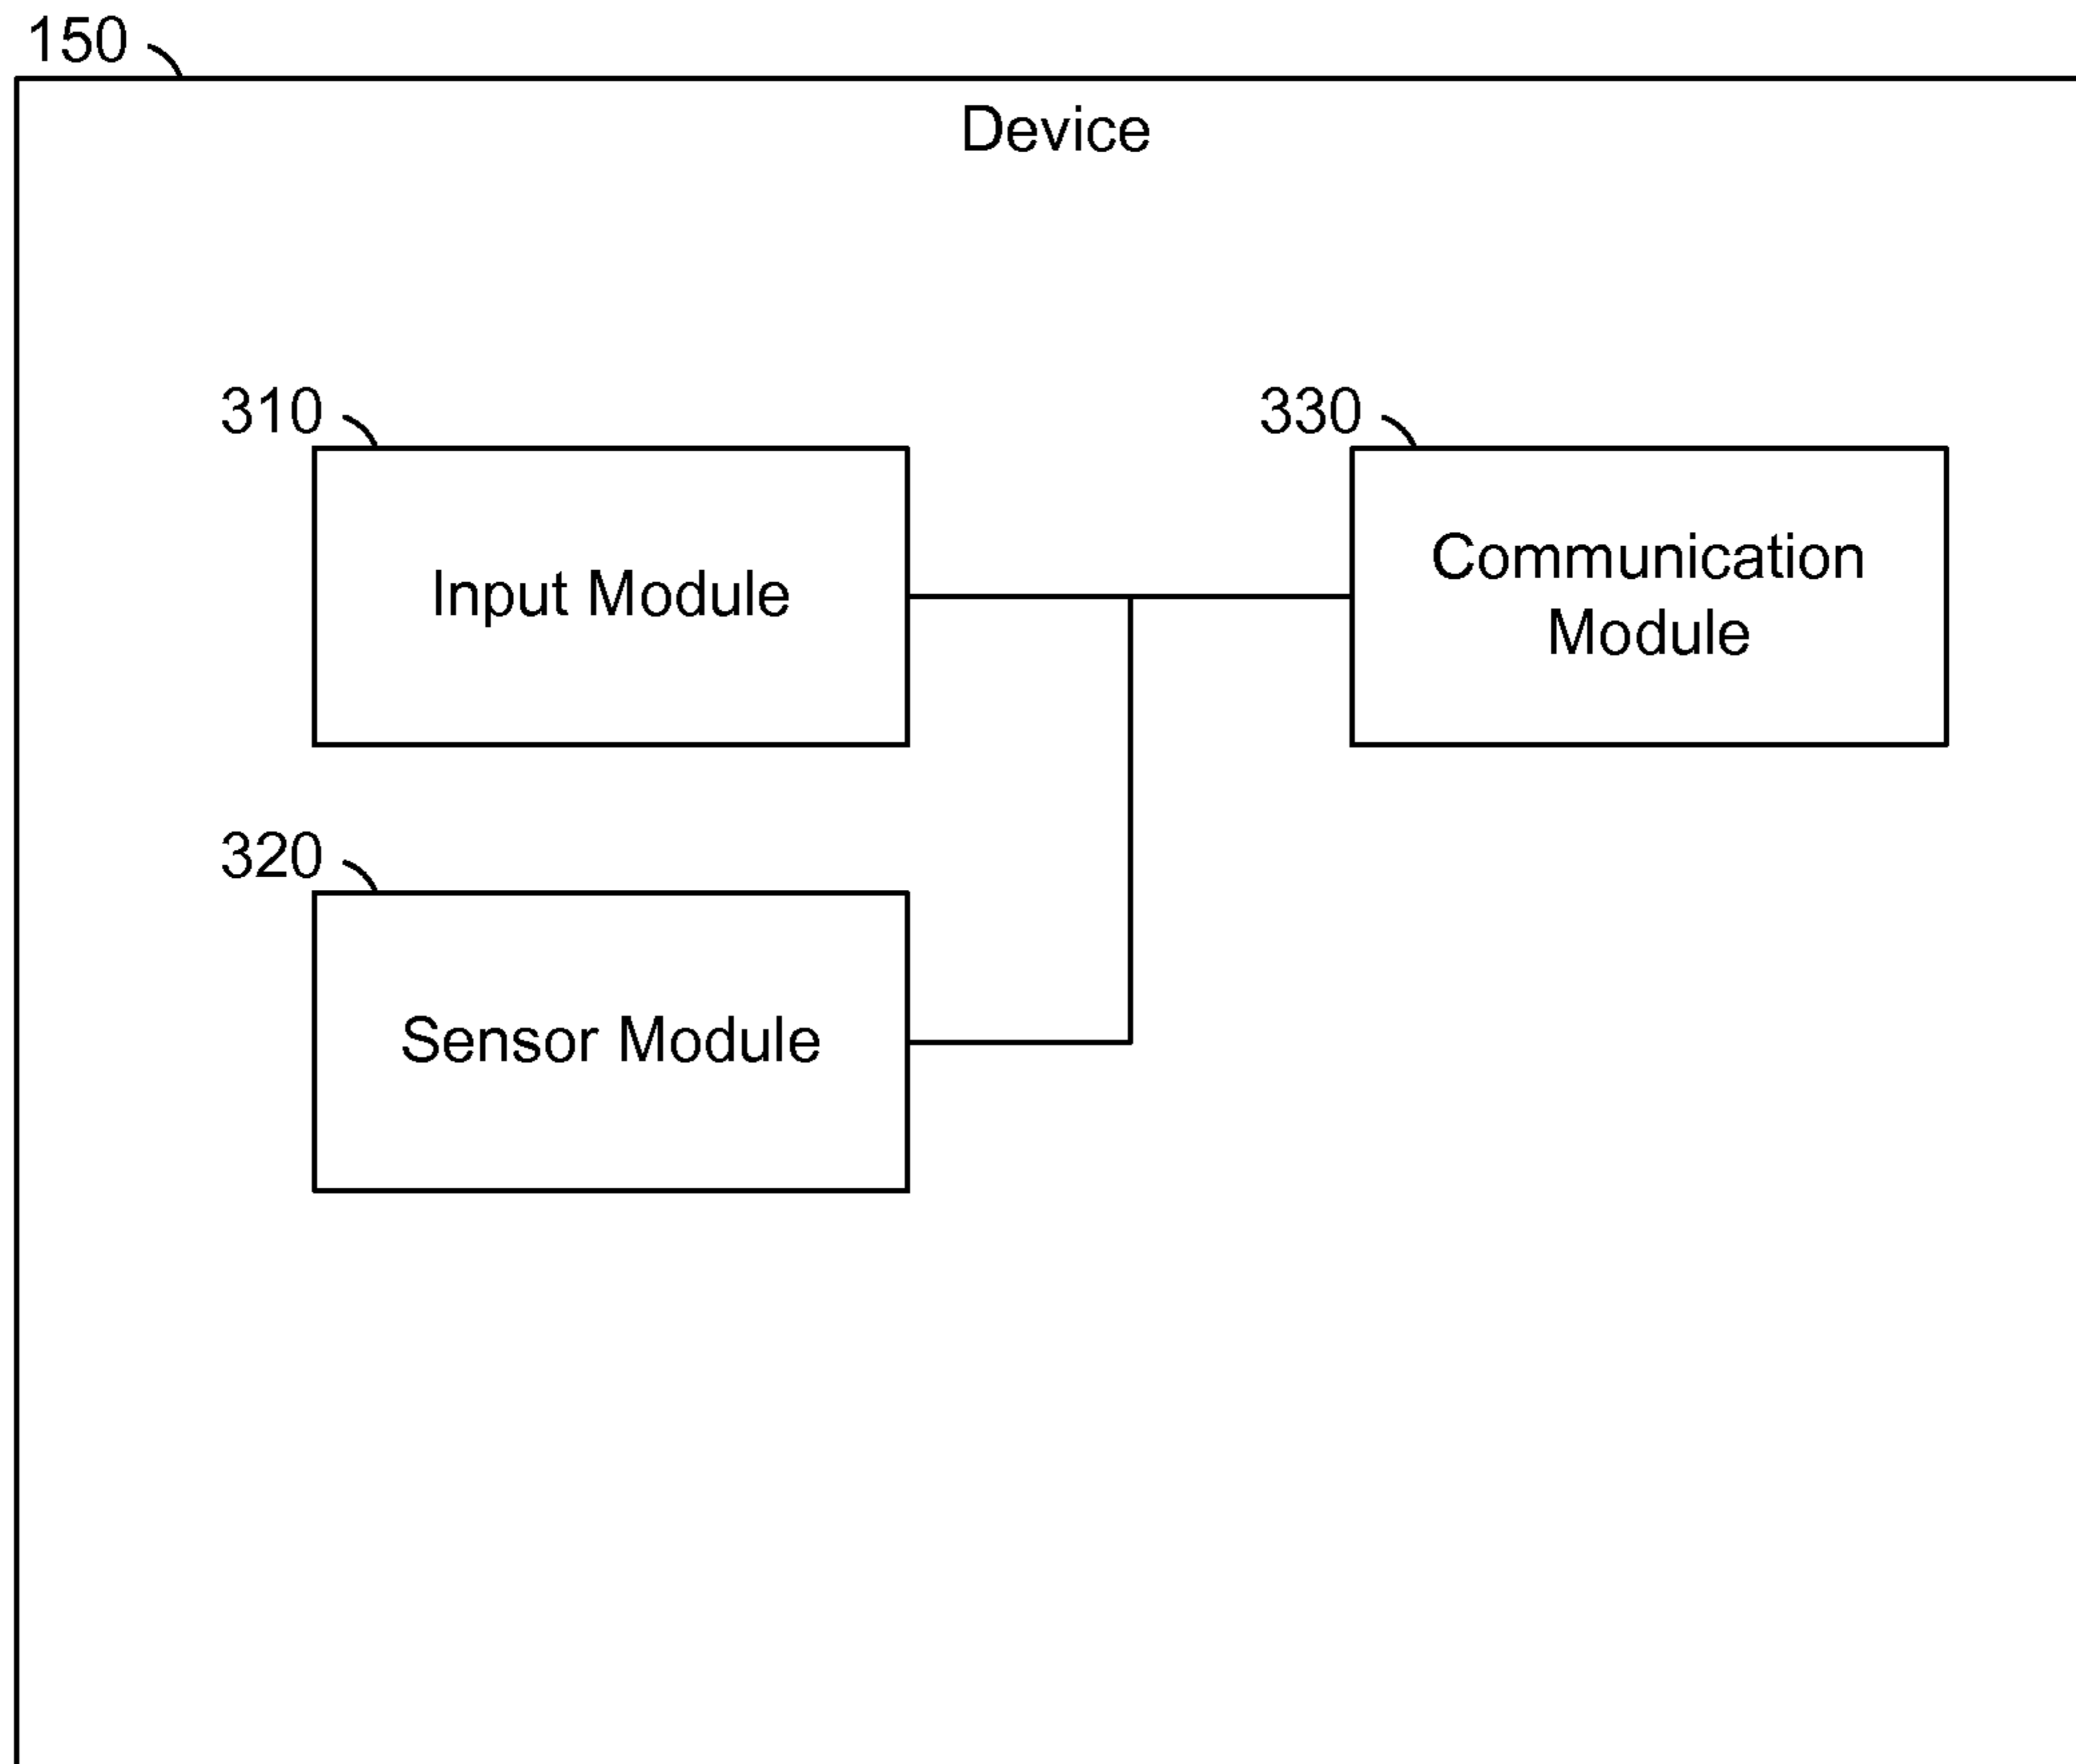 150
Device
310
Input Module
330
Communication
Module
320
Sensor Module